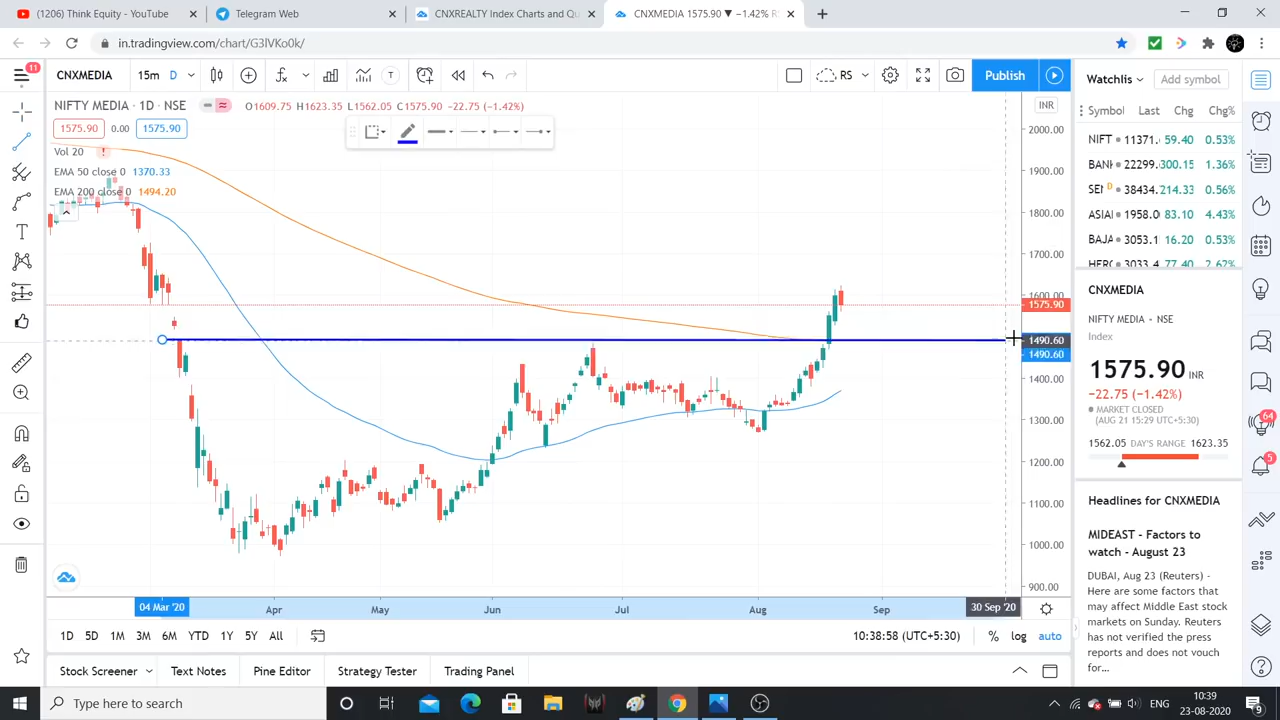 (1206) Think Equity - YouTube
Telegram Web
CNXREALTY Index Charts and Qu
CNXMEDIA 1575.90 ▼ −1.42% R
in.tradingview.com/chart/G3lVKo0k/
11
CNXMEDIA 15m D RS Publish
NIFTY MEDIA · 1D · NSE O1609.75 H1623.35 L1562.05 C1575.90 −22.75 (−1.42%)
1575.90 0.00 1575.90
Vol 20
EMA 50 close 0 1370.33
EMA 200 close 0 1494.20
INR
2000.00
1900.00
1800.00
1700.00
1600.00
1575.90
1490.60
1490.60
1400.00
1300.00
1200.00
1100.00
1000.00
900.00
04 Mar '20 Apr May Jun Jul Aug Sep 30 Sep '20
1D 5D 1M 3M 6M YTD 1Y 5Y All 10:38:58 (UTC+5:30) % log auto
Stock Screener Text Notes Pine Editor Strategy Tester Trading Panel
Watchlis Add symbol
Symbol Last Chg Chg%
NIFT 11371. 59.40 0.53%
BANK 22299. 300.15 1.36%
SEI D 38434. 214.33 0.56%
ASIAI 1958.0 83.10 4.43%
BAJA 3053.1 16.20 0.53%
HERC 3033.4 77.40 2.62%
CNXMEDIA
NIFTY MEDIA • NSE
Index
1575.90 INR
−22.75 (−1.42%)
MARKET CLOSED
(AUG 21 15:29 UTC+5:30)
1562.05 DAY'S RANGE 1623.35
Headlines for CNXMEDIA
MIDEAST - Factors to
watch - August 23
DUBAI, Aug 23 (Reuters) -
Here are some factors that
may affect Middle East stock
markets on Sunday. Reuters
has not verified the press
reports and does not vouch
for...
64
5
Type here to search
ENG
10:39
23-08-2020
9